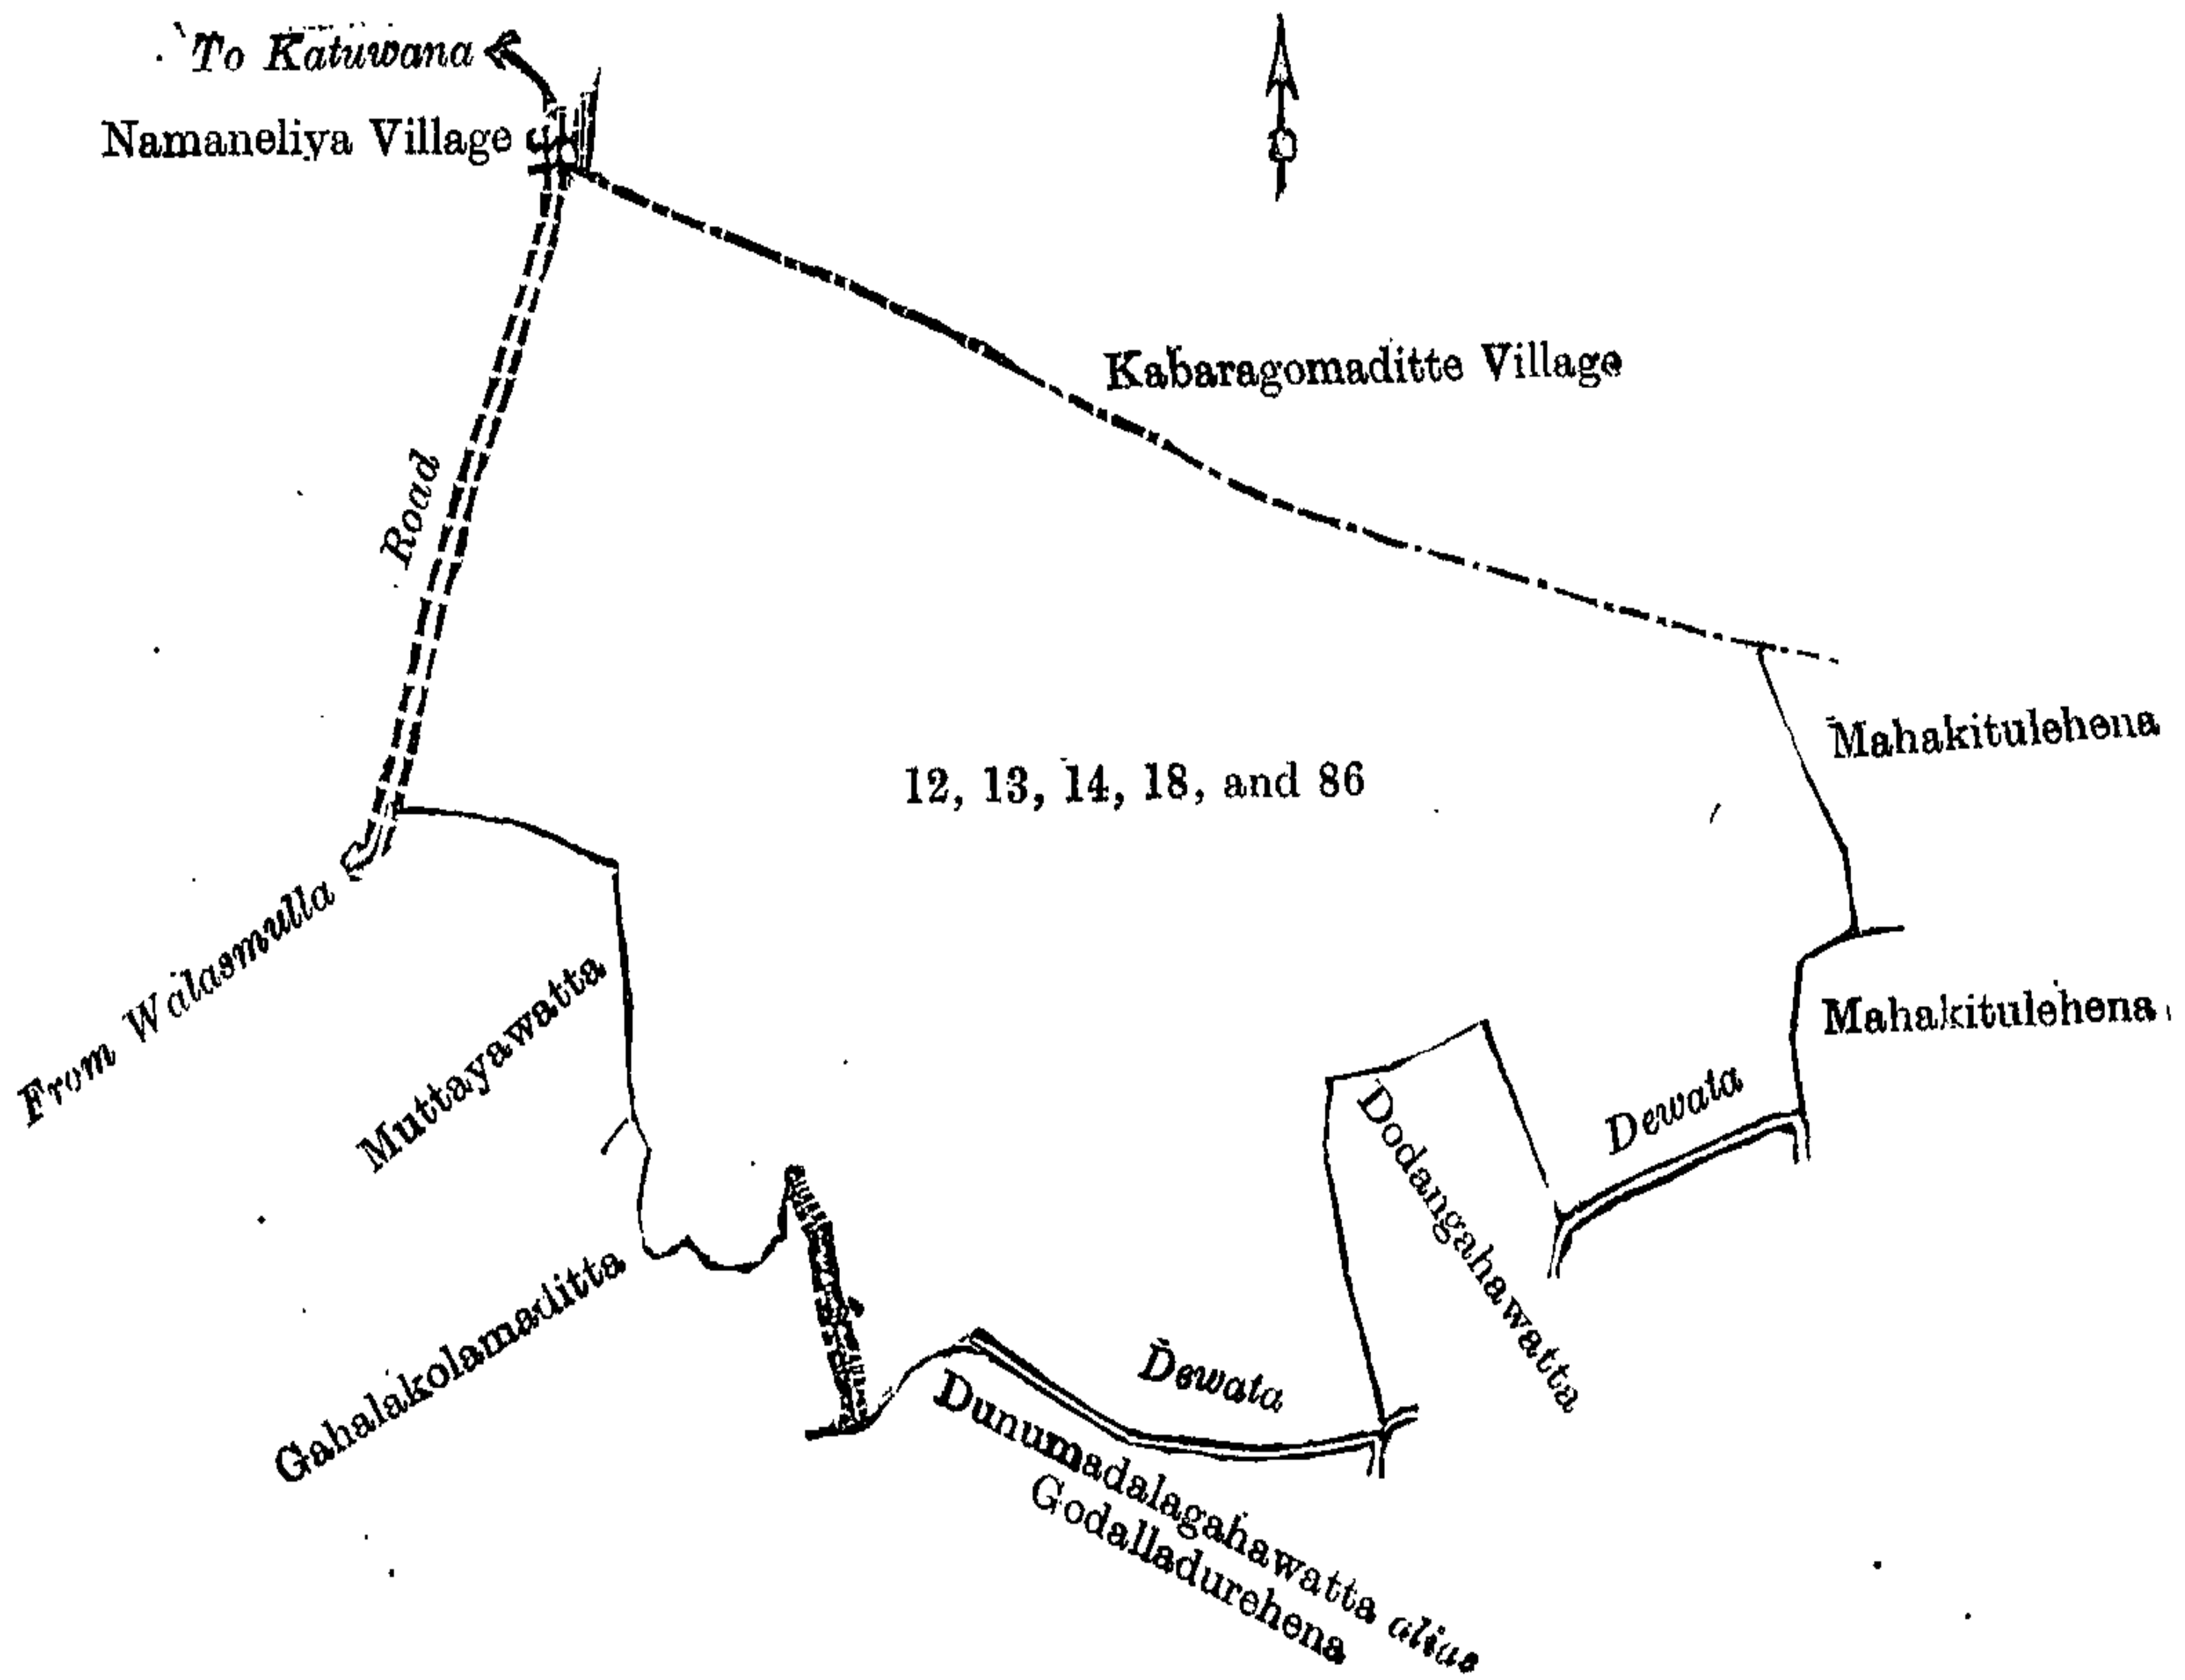 To Katuwana
Namaneliya Village
Kabaragomaditte Village
Road
Mahakitulehena
12, 13, 14, 18, and 86
From Walasmulla
Muttayawatta
Mahakitulehena
Dewata
Dodangahawatta
Gahalakolamaditta
Dewata
Dunumadalagahawatta alias
Godalladurehena